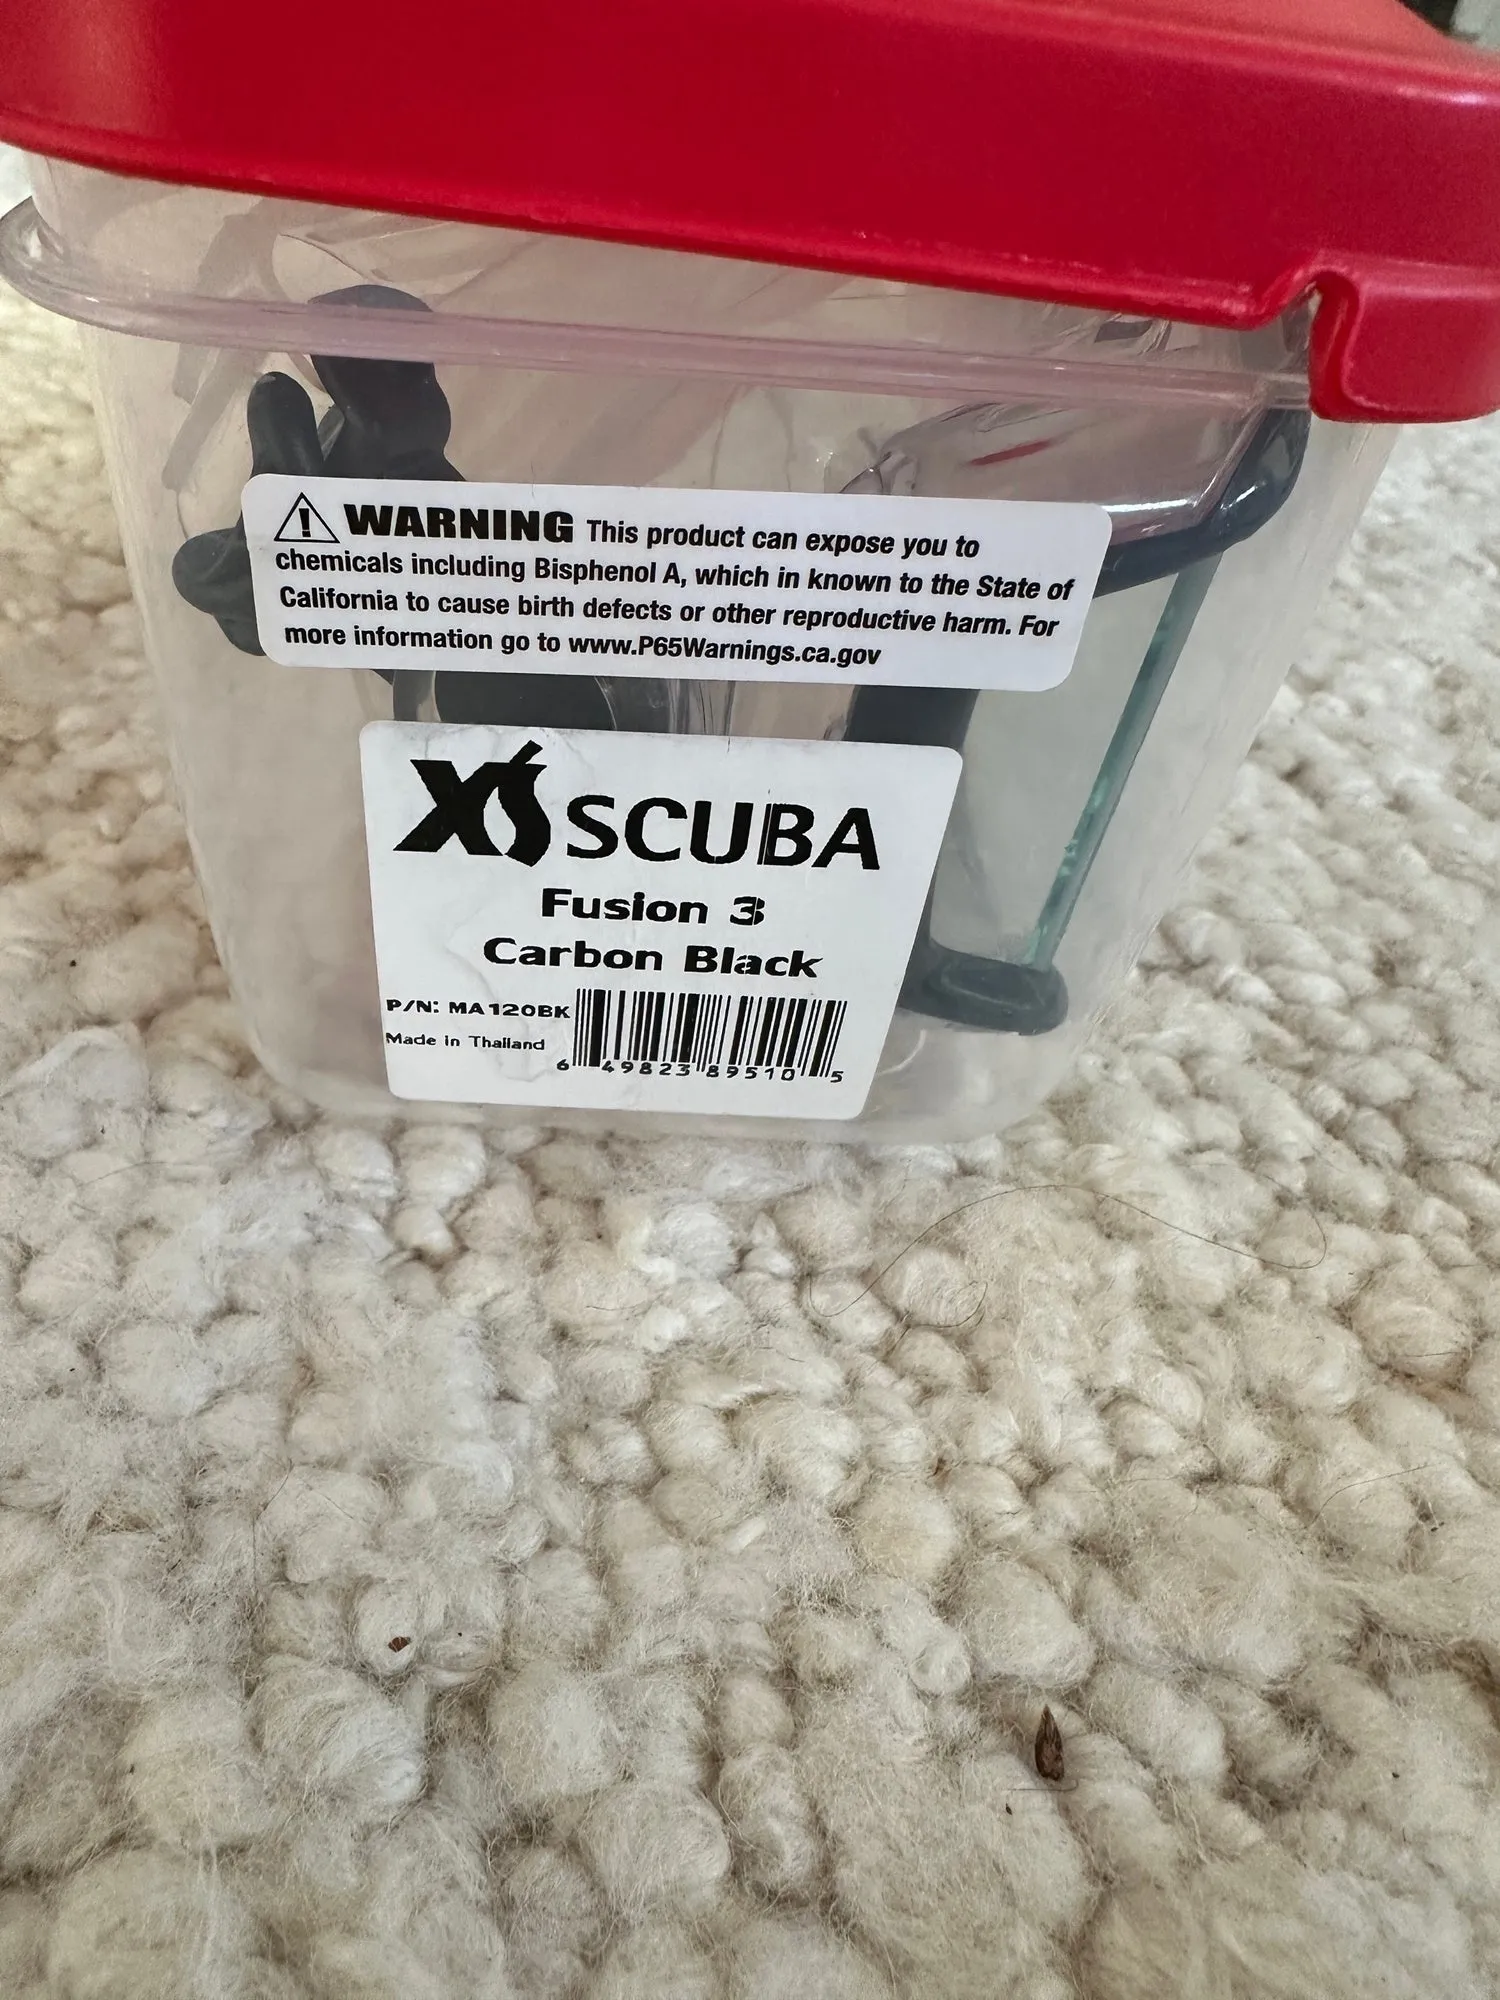 WARNING This product can expose you to
chemicals including Bisphenol A, which in known to the State of
California to cause birth defects or other reproductive harm. For
more information go to www.P65Warnings.ca.gov
XS SCUBA
Fusion 3
Carbon Black
P/N: MA120BK
Made in Thailand
6 49823 89510 5